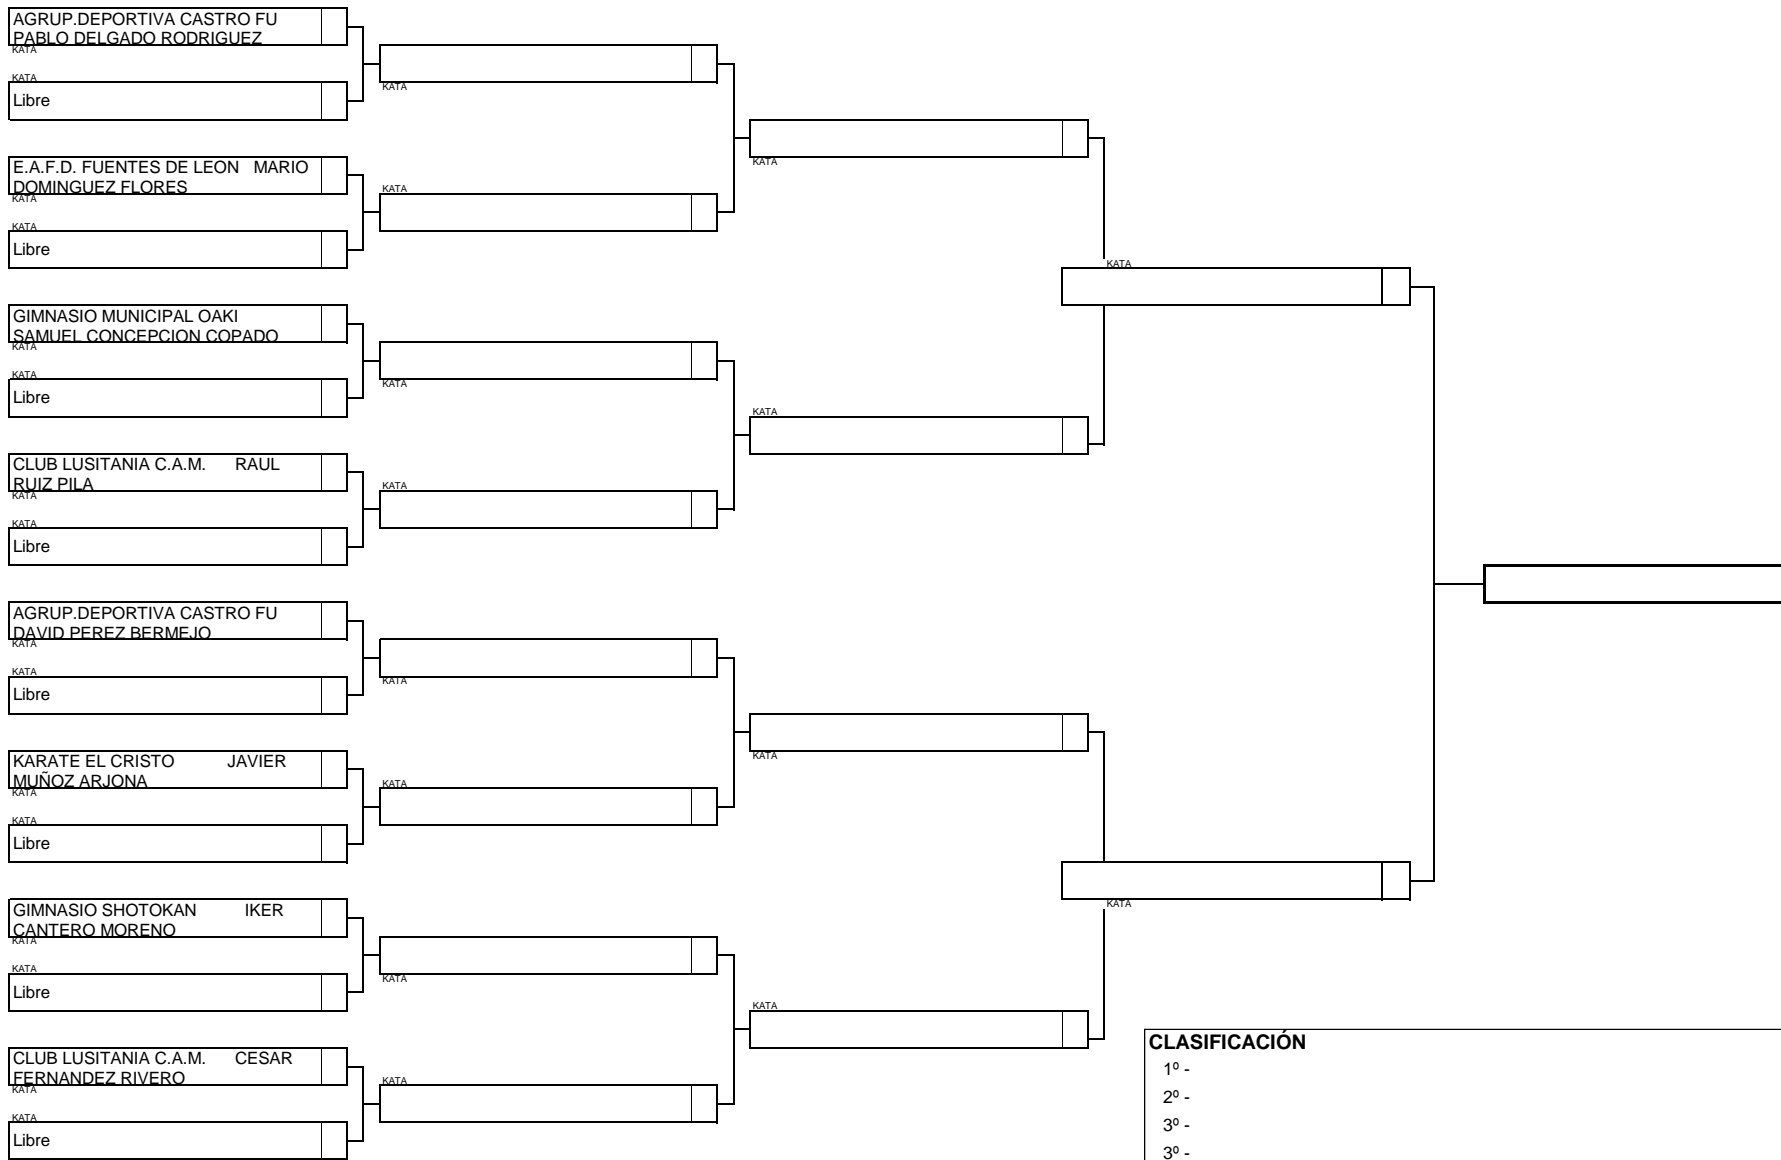 AGRUP.DEPORTIVA CASTRO FU
PABLO DELGADO RODRIGUEZ
KATA
KATA
Libre
E.A.F.D. FUENTES DE LEON MARIO
DOMINGUEZ FLORES
KATA
KATA
Libre
GIMNASIO MUNICIPAL OAKI
SAMUEL CONCEPCION COPADO
KATA
KATA
Libre
CLUB LUSITANIA C.A.M. RAUL
RUIZ PILA
KATA
KATA
Libre
AGRUP.DEPORTIVA CASTRO FU
DAVID PEREZ BERMEJO
KATA
KATA
Libre
KARATE EL CRISTO JAVIER
MUÑOZ ARJONA
KATA
KATA
Libre
GIMNASIO SHOTOKAN IKER
CANTERO MORENO
KATA
KATA
Libre
CLUB LUSITANIA C.A.M. CESAR
FERNANDEZ RIVERO
KATA
KATA
Libre
KATA
KATA
KATA
KATA
KATA
KATA
KATA
KATA
KATA
KATA
KATA
KATA
KATA
KATA
CLASIFICACIÓN
1º -
2º -
3º -
3º -